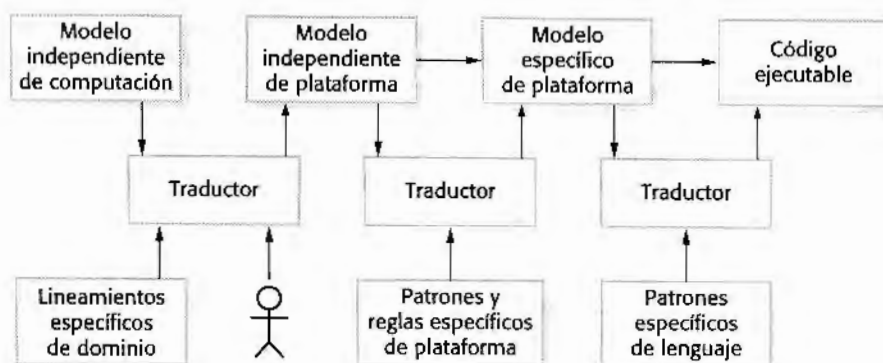 Modelo
independiente
de computación
Modelo
independiente
de plataforma
Modelo
específico
de plataforma
Código
ejecutable
Traductor
Traductor
Traductor
Lineamientos
específicos
de dominio
Patrones y
reglas específicos
de plataforma
Patrones
específicos
de lenguaje